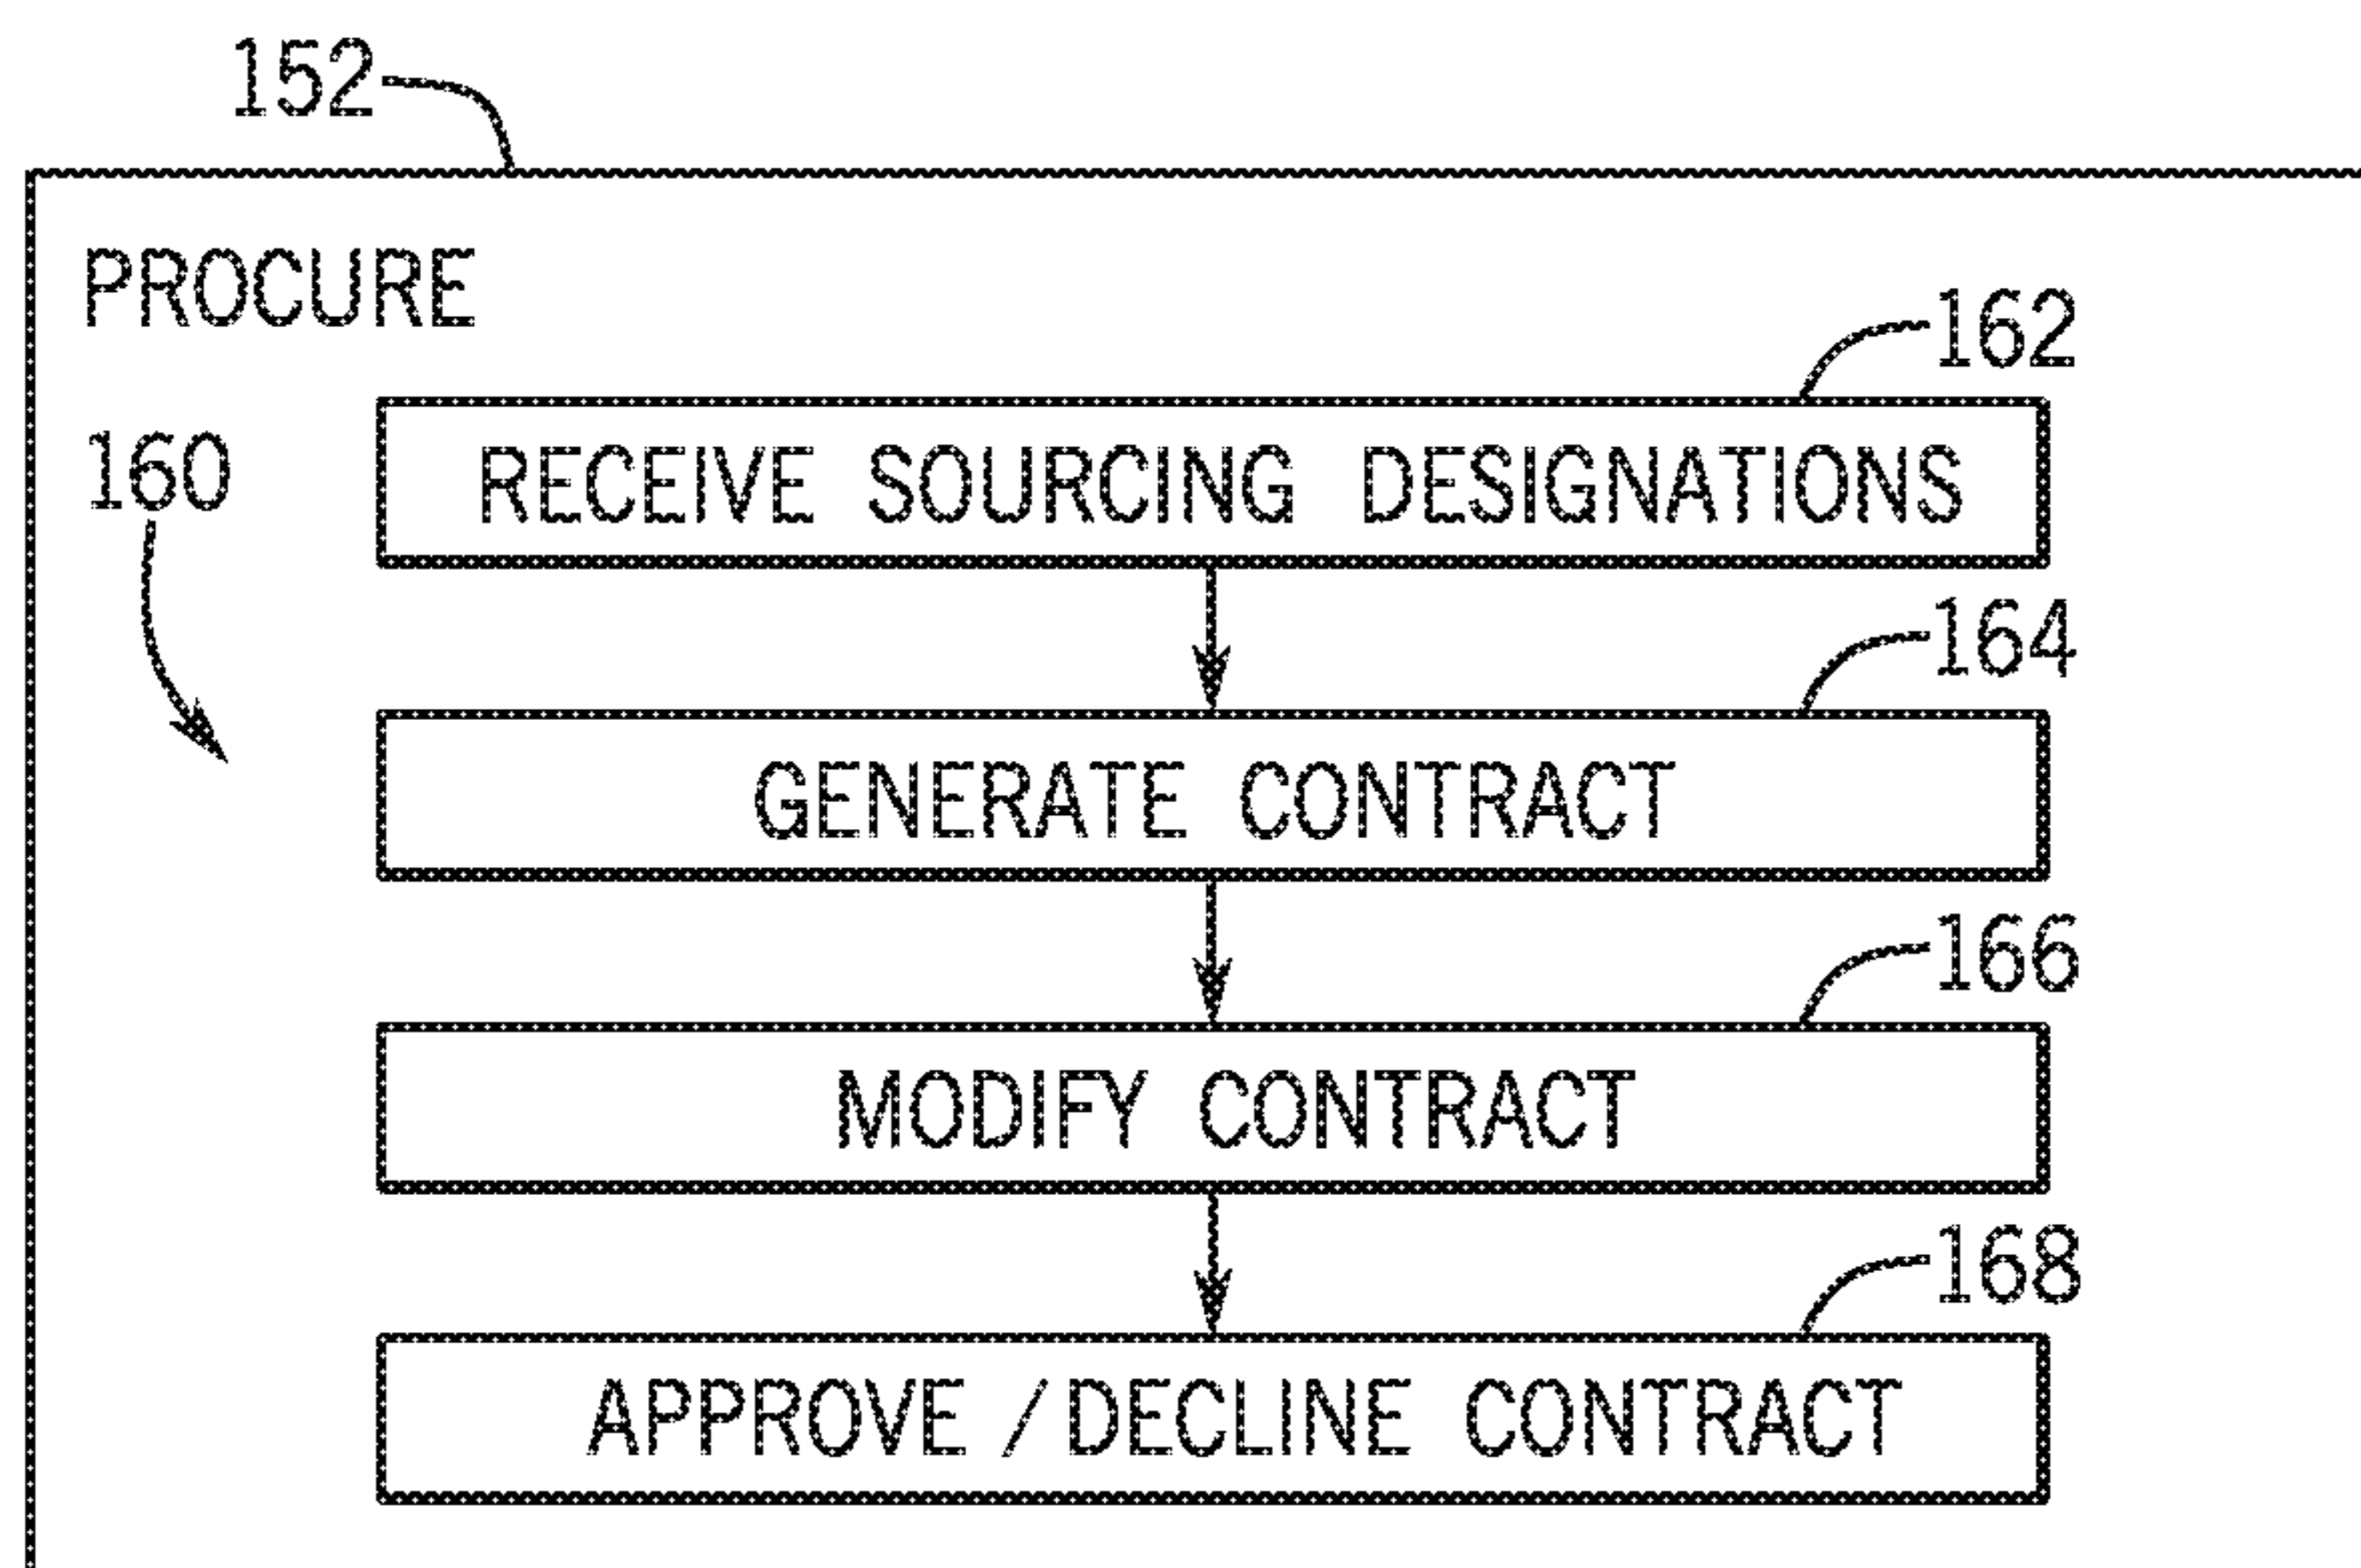 152
PROCURE
162
160
RECEIVE SOURCING DESIGNATIONS
164
GENERATE CONTRACT
166
MODIFY CONTRACT
168
APPROVE / DECLINE CONTRACT